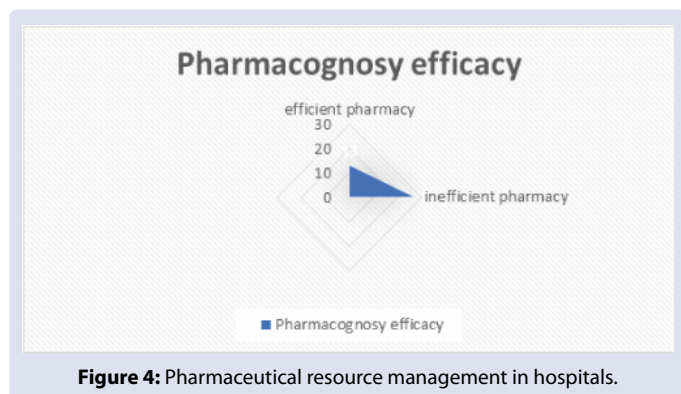 Pharmacognosy efficacy
efficient pharmacy
30
20
10
0
inefficient pharmacy
Pharmacognosy efficacy
Figure 4: Pharmaceutical resource management in hospitals.